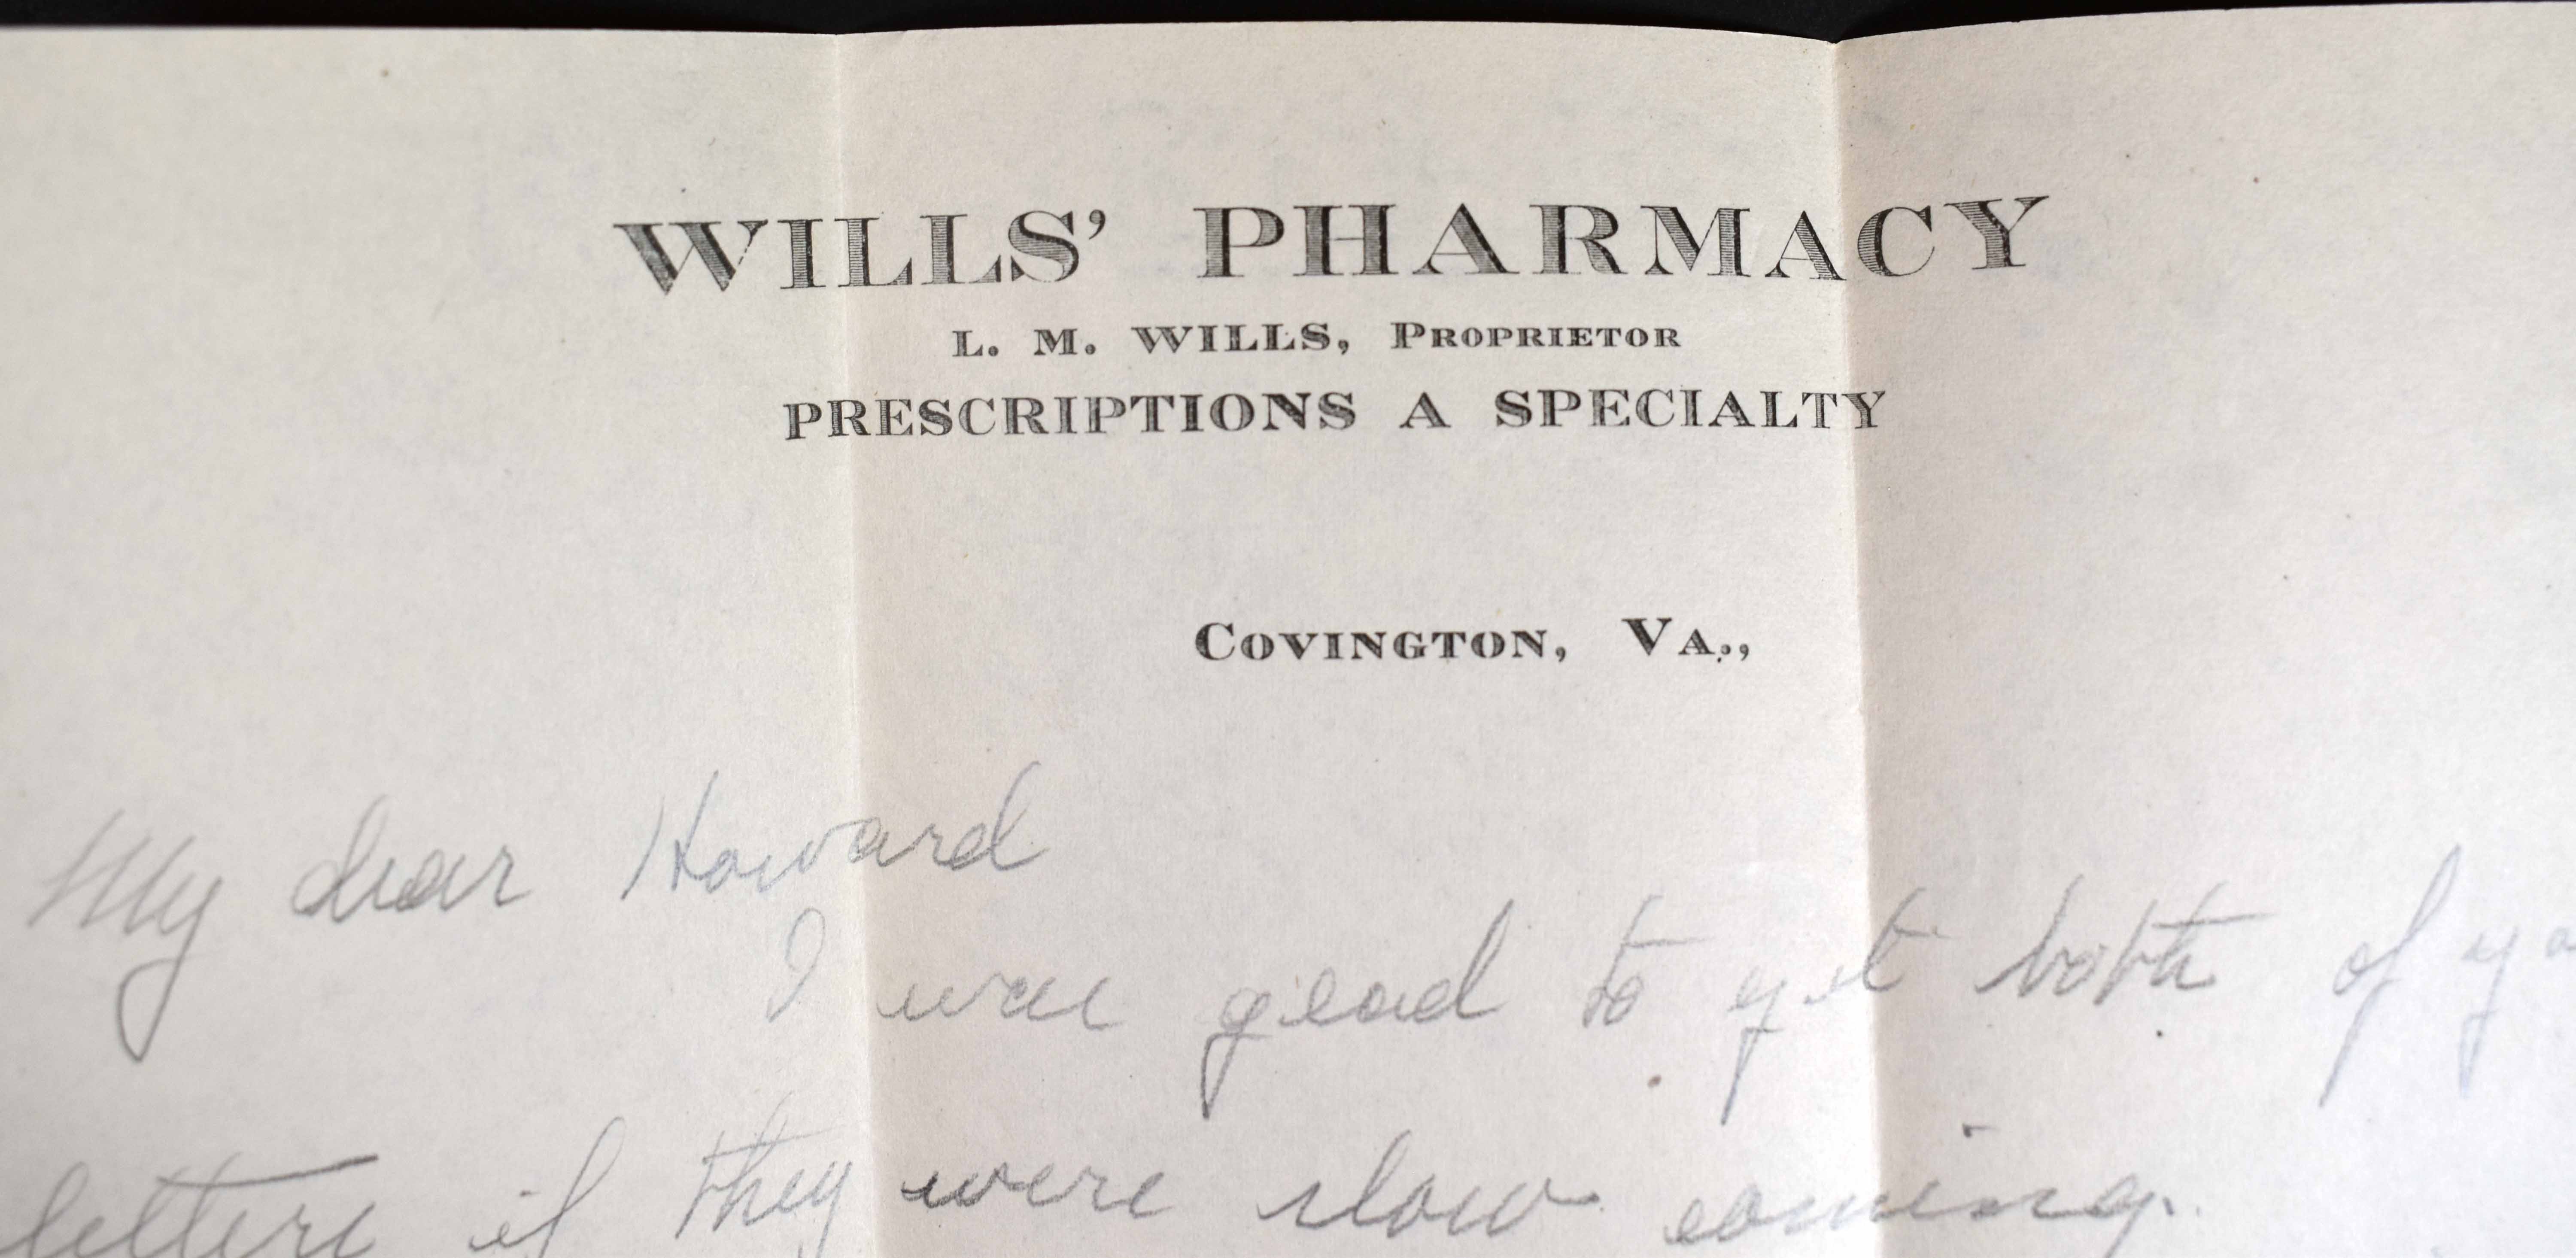 WILLS' PHARMACY
L. M. WILLS, PROPRIETOR
PRESCRIPTIONS A SPECIALTY
COVINGTON, VA.,
My dear Howard
I was glad to get both of
letters if they were slow coming.